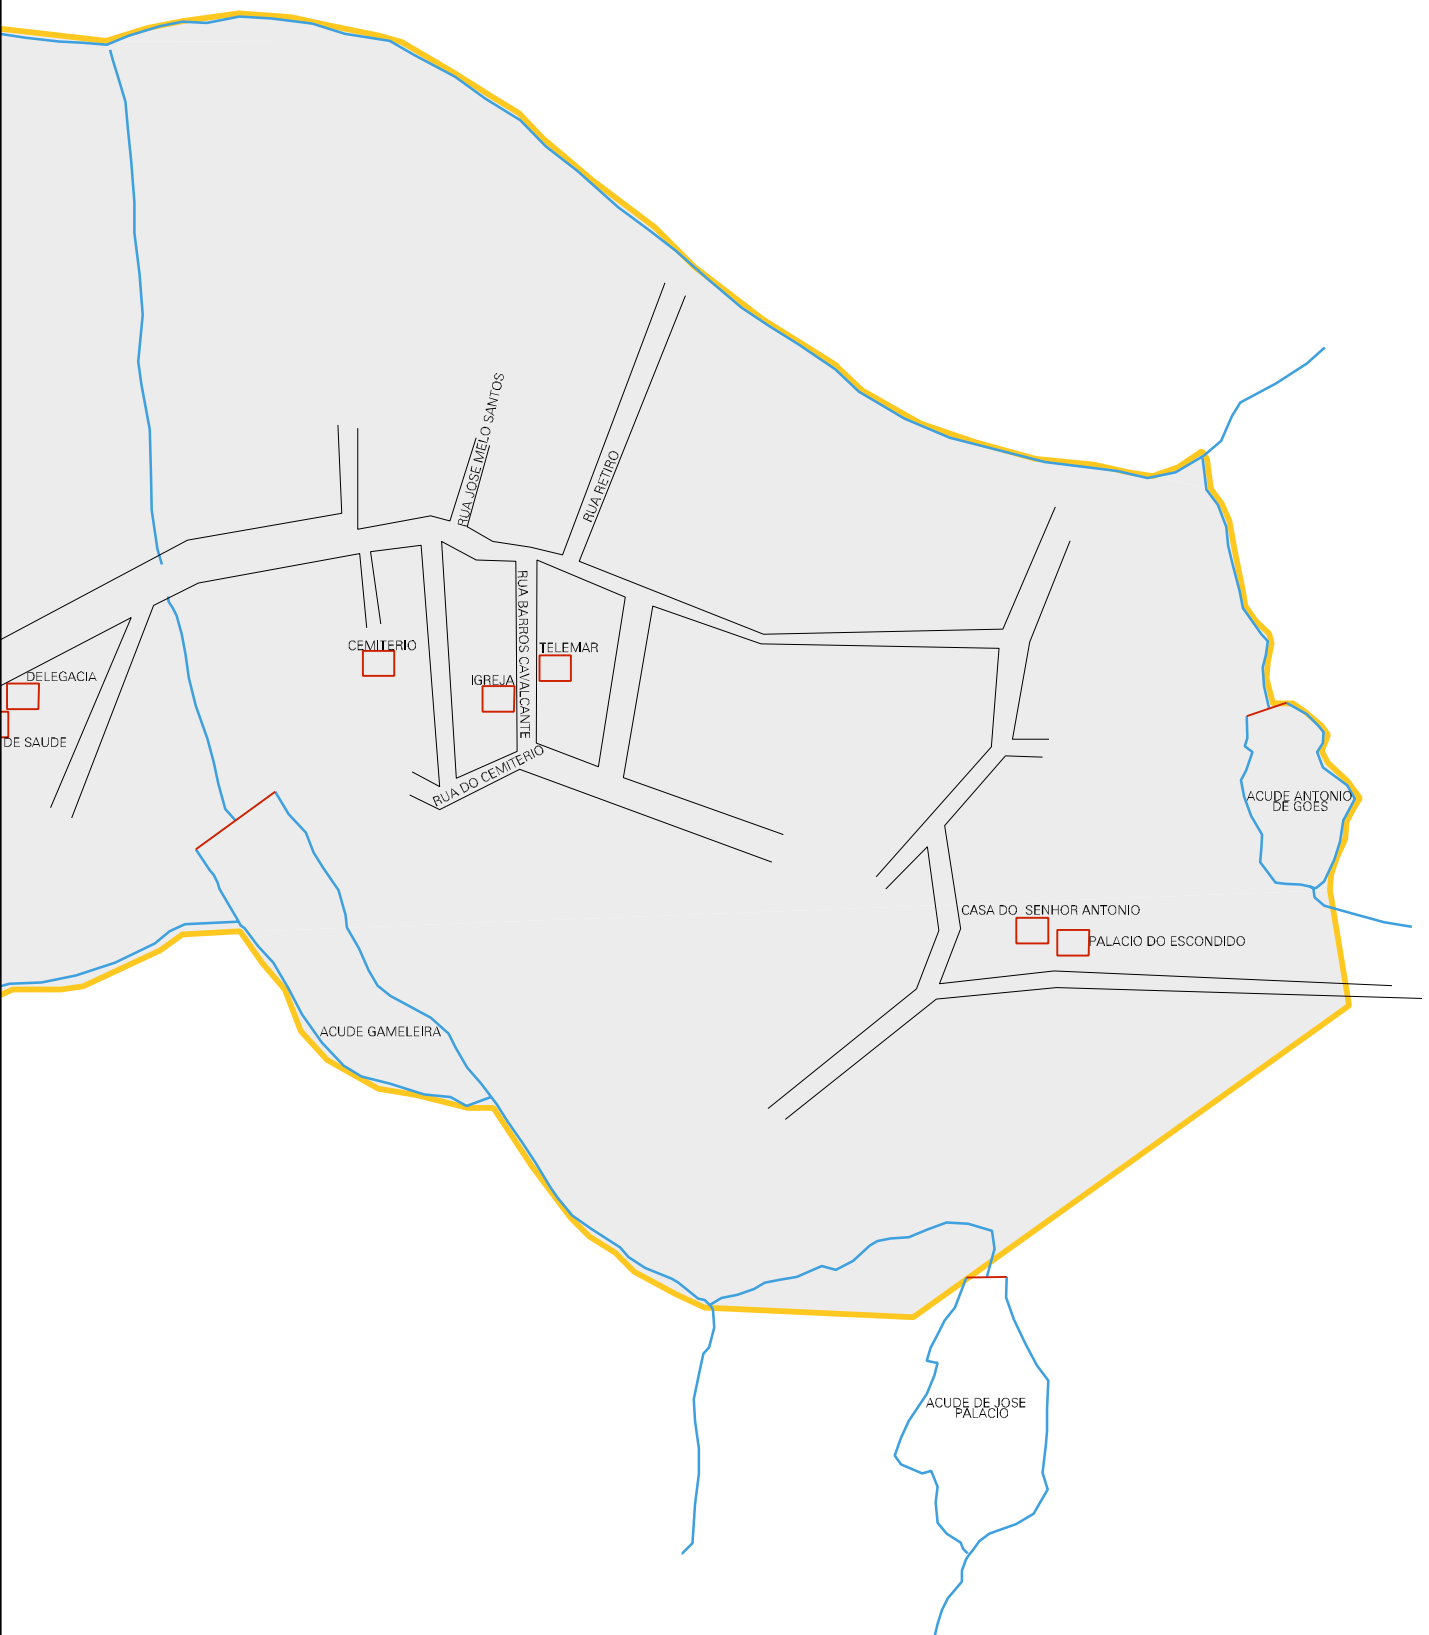 RUA JOSE MELO SANTOS
RUA RETIRO
RUA BARROS CAVALCANTE
CEMITERIO
TELEMAR
DELEGACIA
IGREJA
DE SAUDE
RUA DO CEMITERIO
ACUDE ANTONIO
DE GOES
CASA DO  SENHOR ANTONIO
PALACIO DO ESCONDIDO
ACUDE GAMELEIRA
ACUDE DE JOSE
PALACIO